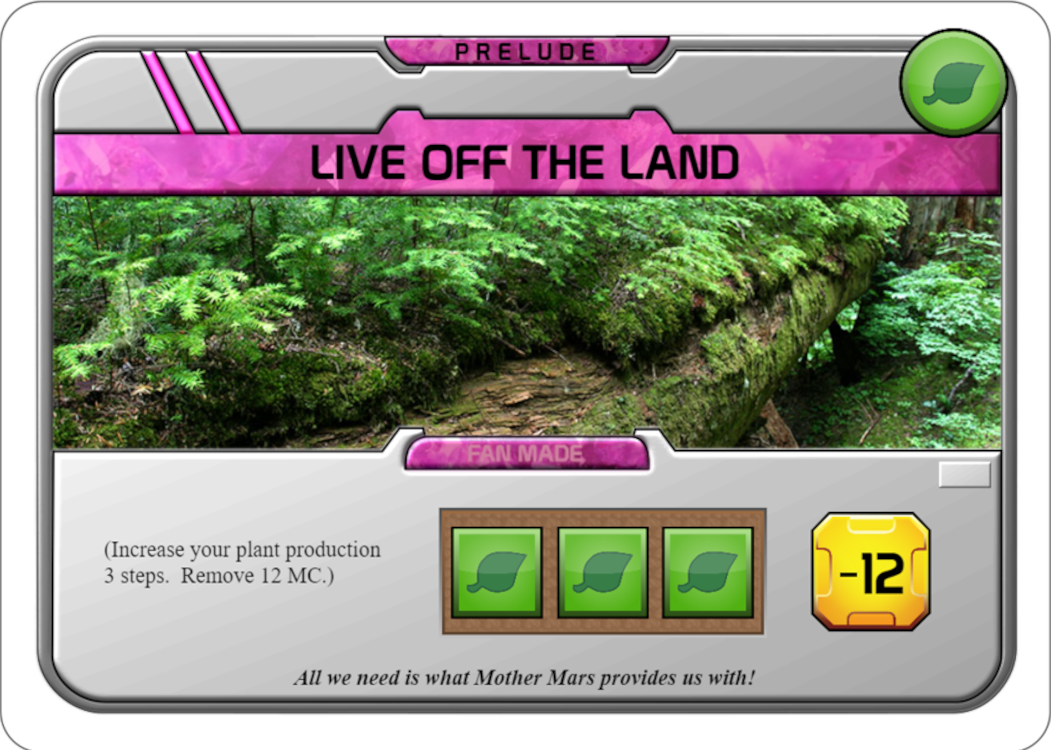 PRELUDE
LIVE OFF THE LAND
FAN MADE
(Increase your plant production
3 steps.  Remove 12 MC.)
-12
All we need is what Mother Mars provides us with!